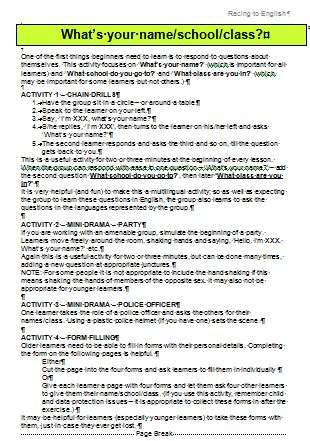 Racing to English
What's your name/school/class?
One of the first things beginners need to learn is to respond to questions about
themselves. This activity focuses on 'What's your name?' (which is important for all
learners) and 'What school do you go to?' and 'What class are you in?' (which
may be important for some learners but not others.)
ACTIVITY 1 – CHAIN DRILL
1. Have the group sit in a circle – or around a table
2. Speak to the learner on your left.
3. Say, 'I'm XXX, what's your name?'
4. S/he replies, 'I'm XXX', then turns to the learner on his/her left and asks
'What's your name?'
5. The second learner responds and asks the third and so on, till the question
gets back to you.
This is a useful activity for two or three minutes at the beginning of every lesson.
When the group can respond with ease to one question – (What's your name?) – add
the second question 'What school do you go to?', then later 'What class are you
in?'
It is very helpful (and fun) to make this a multilingual activity; so as well as expecting
the group to learn these questions in English, the group also learns to ask the
questions in the languages represented by the group.
ACTIVITY 2 – MINI DRAMA – PARTY
If you are working with an amenable group, simulate the beginning of a party.
Learners move freely around the room, shaking hands and saying, 'Hello, I'm XXX.
What's your name?' etc.
Again this is a useful activity for two or three minutes, but can be done many times,
adding a new question at appropriate junctures.
NOTE: For some people it is not appropriate to include the hand shaking if this
means shaking the hands of members of the opposite sex. It may also not be
appropriate for younger learners.
ACTIVITY 3 – MINI DRAMA – POLICE OFFICER
One learner takes the role of a police officer and asks the others for their
names/class. Using a plastic police helmet (if you have one) sets the scene.
ACTIVITY 4 – FORM FILLING
Older learners need to be able to fill in forms with their personal details. Completing
the form on the following pages is helpful.
Either
Cut the page into the four forms and ask learners to fill them in individually
Or
Give each learner a page with four forms and let them ask four other learners
to give them their name/school/class. (If you use this activity, remember child
and data protection issues – it is appropriate to collect these forms in after the
exercise.)
It may be helpful for learners (especially younger learners) to take these forms with
them, just in case they ever get lost.
Page Break